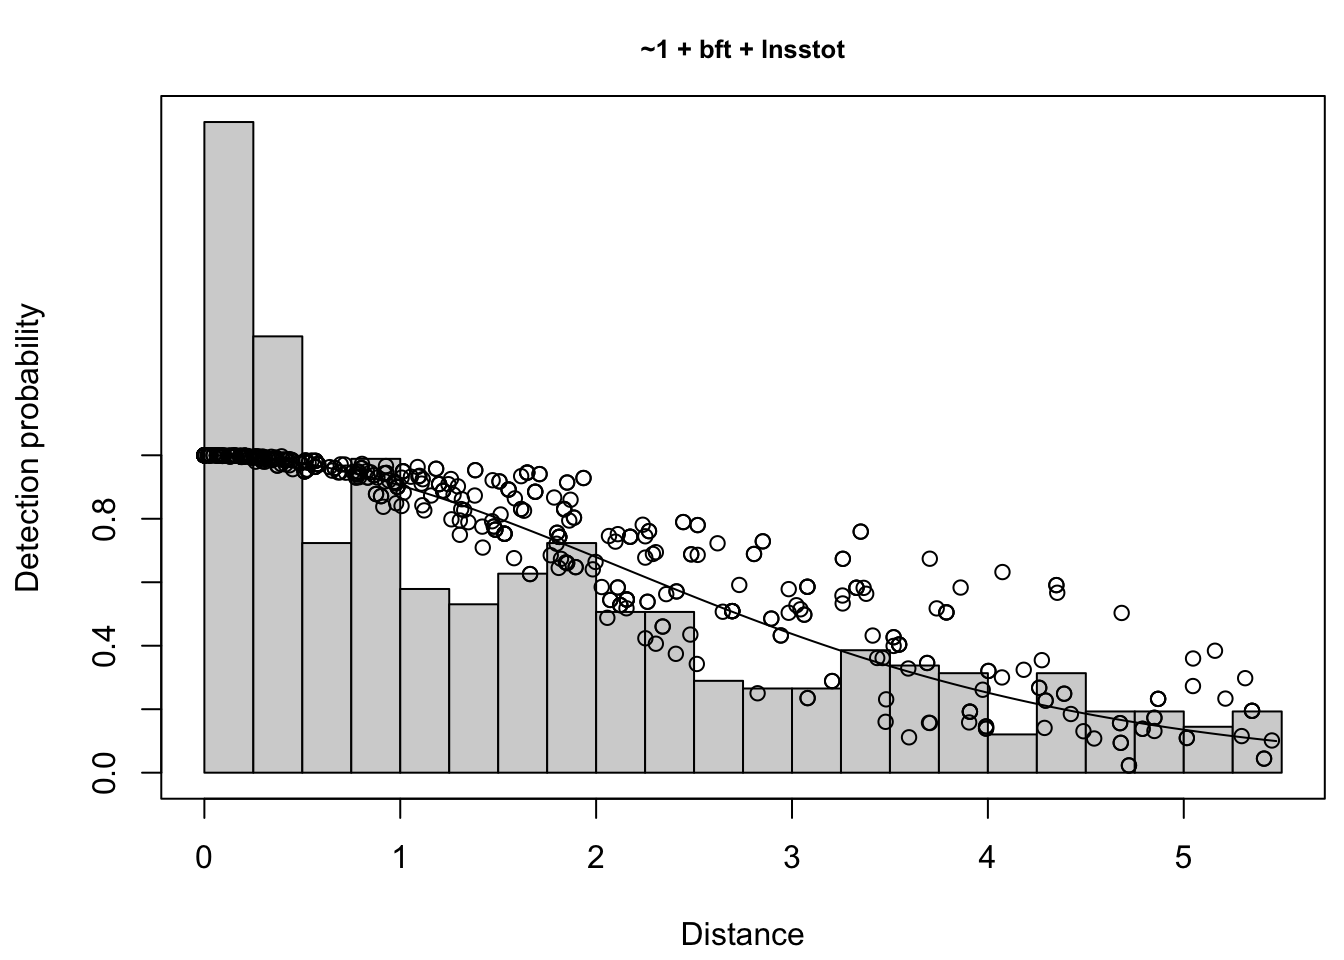 ~1 + bft + lnsstot
Detection probability
0.8
0.4
0.0
0 1 2 3 4 5
Distance